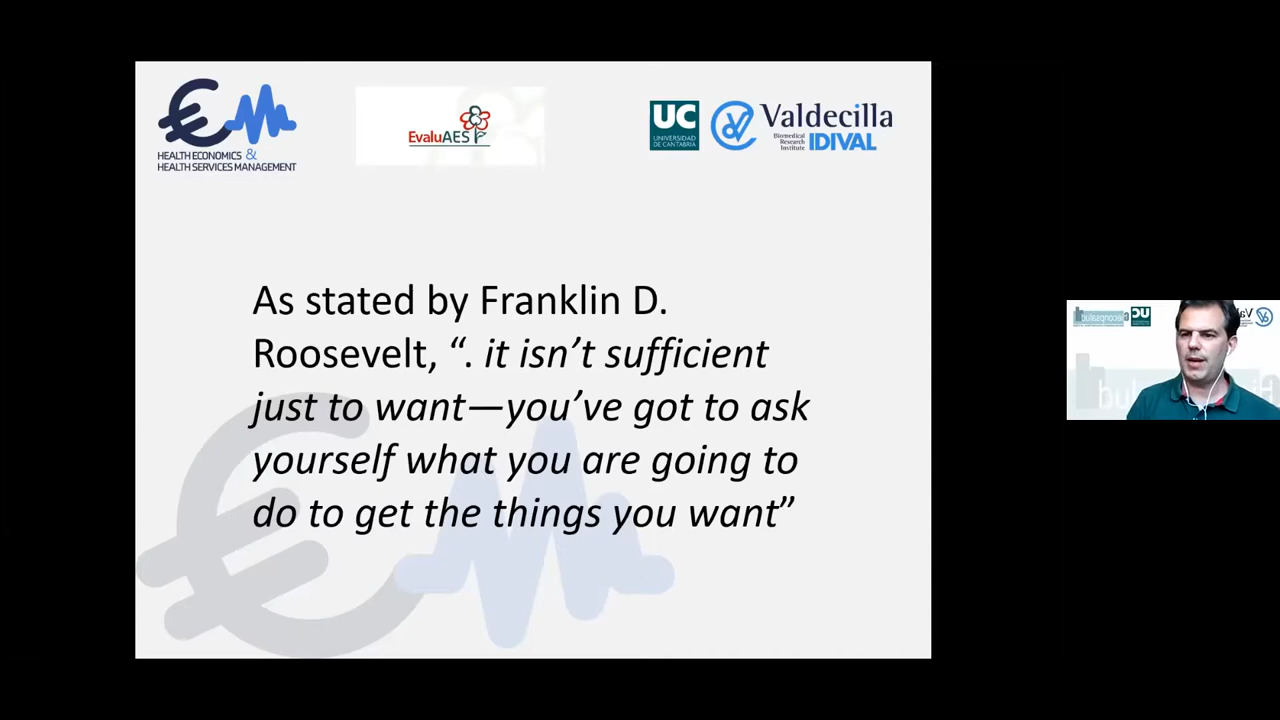 HEALTH ECONOMICS &
HEALTH SERVICES MANAGEMENT
EvaluAES
UC
UNIVERSIDAD
DE CANTABRIA
Valdecilla
Biomedical
Research
Institute
IDIVAL
As stated by Franklin D.
Roosevelt, “. it isn’t sufficient
just to want—you’ve got to ask
yourself what you are going to
do to get the things you want”
UC